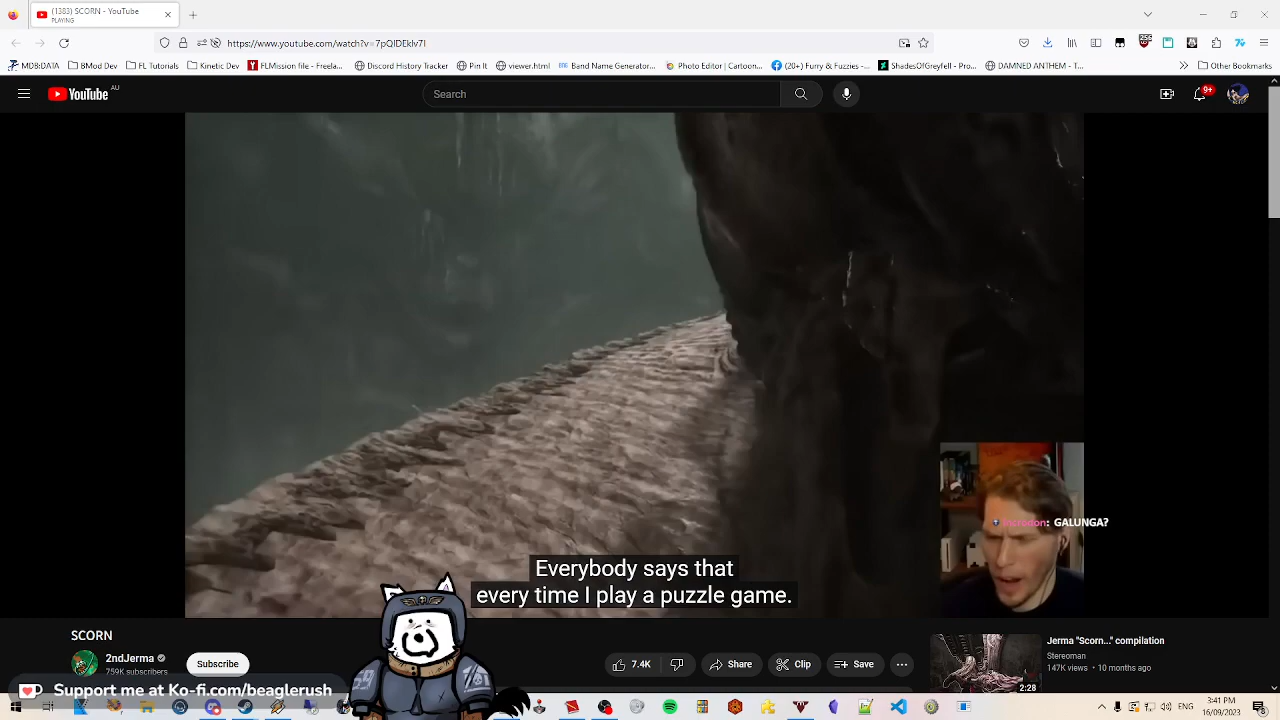 (1383) SCORN - YouTube
PLAYING
https://www.youtube.com/watch?v=7pQIDEklv7I
MDB:DATA
BMod Dev
FL Tutorials
Kinetic Dev
FLMission file - Freela...
Discord History Tracker
Pin It
viewer.html
Band Name Generator...
Photo Editor | Cartoon...
(20+) Furry & Fuzzies - ...
ShadesOfGreyfell - Pro...
DAMNED ANTHEM - T...
Other Bookmarks
YouTube AU
Search
9+
incrodon: GALUNGA?
Everybody says that
every time I play a puzzle game.
SCORN
2ndJerma
759K subscribers
Subscribe
Share
Clip
Save
Jerma "Scorn..." compilation
Stereoman
147K views • 10 months ago
2:28
Support me at Ko-fi.com/beaglerush
ENG
3:41 PM
16/09/2023